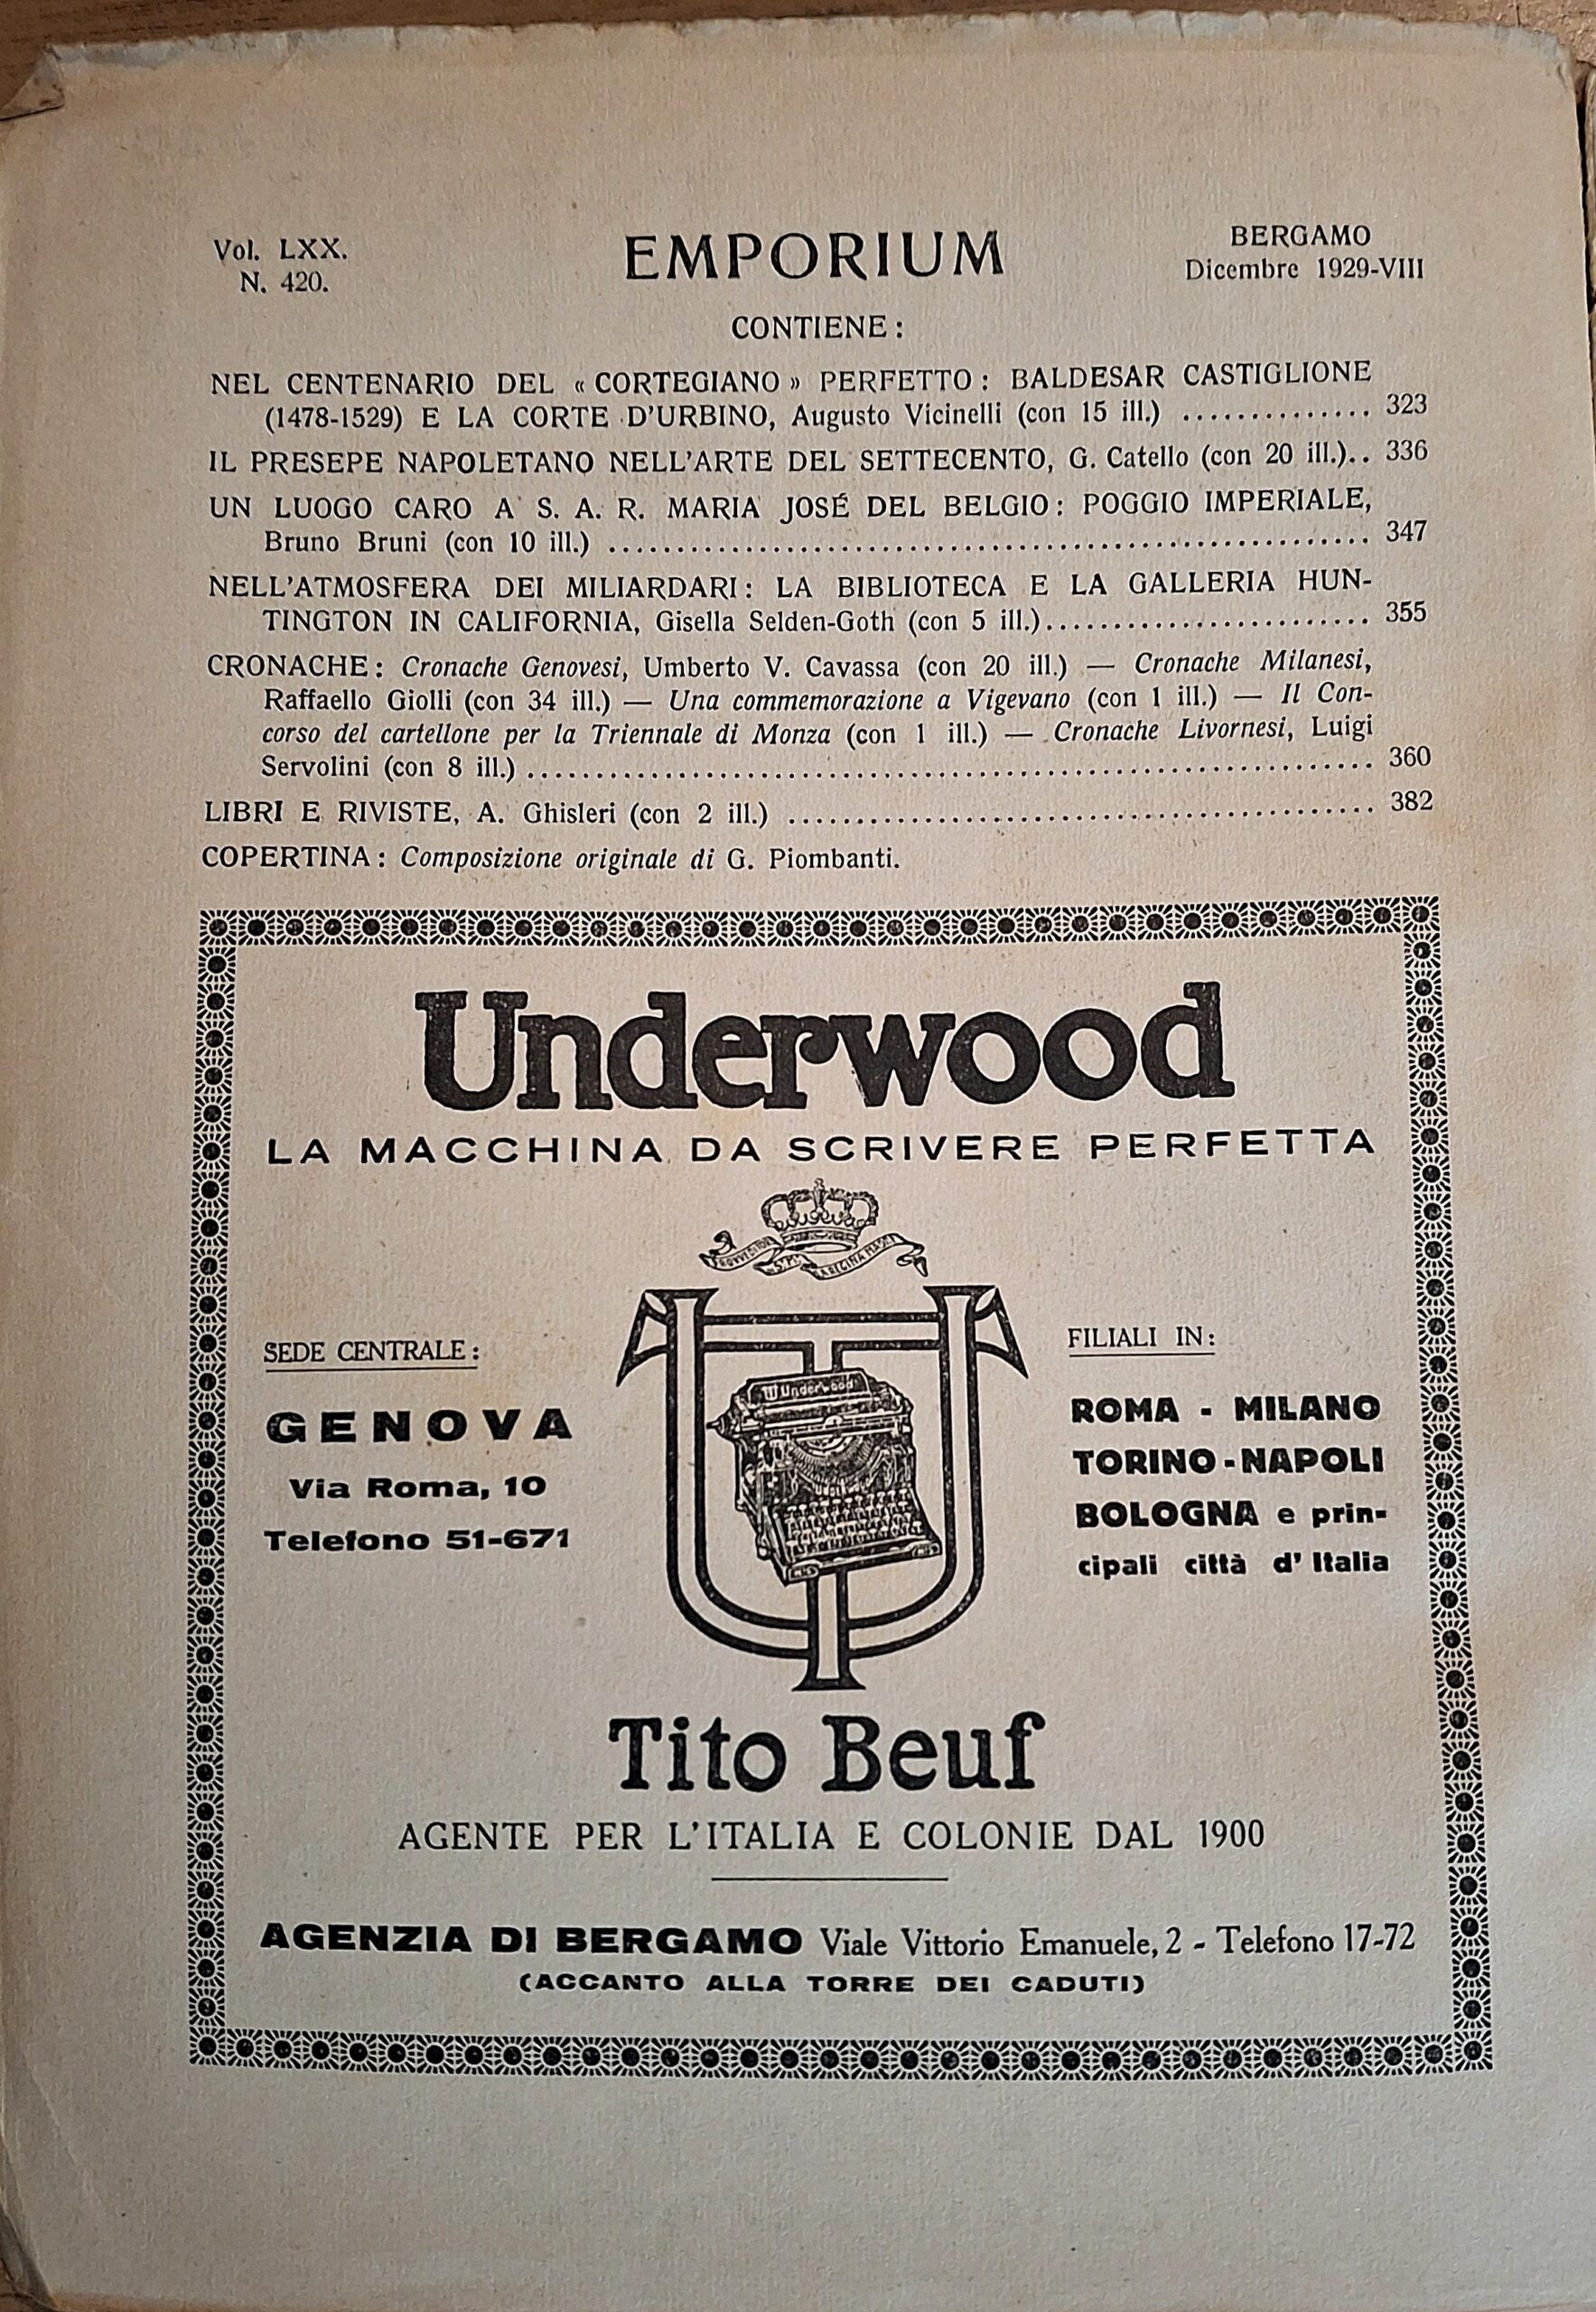 Vol. LXX.
N. 420.
EMPORIUM
BERGAMO
Dicembre 1929-VIII
CONTIENE:
NEL CENTENARIO DEL « CORTEGIANO » PERFETTO: BALDESAR CASTIGLIONE
(1478-1529) E LA CORTE D'URBINO, Augusto Vicinelli (con 15 ill.) .............. 323
IL PRESEPE NAPOLETANO NELL'ARTE DEL SETTECENTO, G. Catello (con 20 ill.).. 336
UN LUOGO CARO A S. A. R. MARIA JOSÉ DEL BELGIO: POGGIO IMPERIALE,
Bruno Bruni (con 10 ill.) ........................................................ 347
NELL'ATMOSFERA DEI MILIARDARI: LA BIBLIOTECA E LA GALLERIA HUN-
TINGTON IN CALIFORNIA, Gisella Selden-Goth (con 5 ill.)........................ 355
CRONACHE: Cronache Genovesi, Umberto V. Cavassa (con 20 ill.) — Cronache Milanesi,
Raffaello Giolli (con 34 ill.) — Una commemorazione a Vigevano (con 1 ill.) — Il Con-
corso del cartellone per la Triennale di Monza (con 1 ill.) — Cronache Livornesi, Luigi
Servolini (con 8 ill.) .............................................................. 360
LIBRI E RIVISTE, A. Ghisleri (con 2 ill.) ........................................... 382
COPERTINA: Composizione originale di G. Piombanti.
Underwood
LA MACCHINA DA SCRIVERE PERFETTA
SEDE CENTRALE:
GENOVA
Via Roma, 10
Telefono 51-671
Underwood
FILIALI IN:
ROMA - MILANO
TORINO - NAPOLI
BOLOGNA e prin-
cipali città d' Italia
Tito Beuf
AGENTE PER L'ITALIA E COLONIE DAL 1900
AGENZIA DI BERGAMO Viale Vittorio Emanuele, 2 - Telefono 17-72
(ACCANTO ALLA TORRE DEI CADUTI)